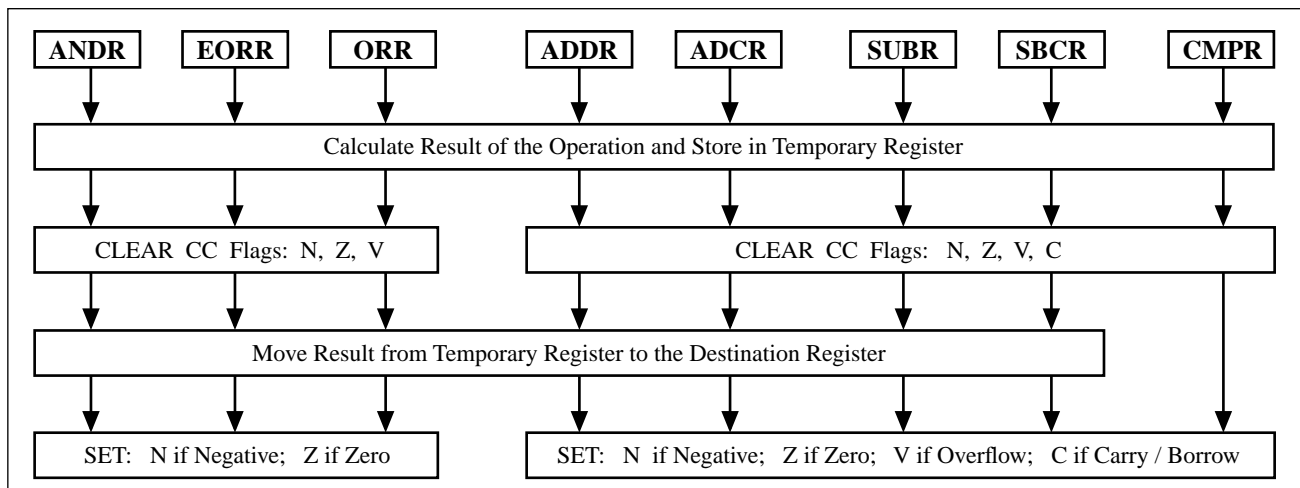 ANDR EORR ORR ADDR ADCR SUBR SBCR CMPR
Calculate Result of the Operation and Store in Temporary Register
CLEAR CC Flags: N, Z, V
CLEAR CC Flags: N, Z, V, C
Move Result from Temporary Register to the Destination Register
SET: N if Negative; Z if Zero
SET: N if Negative; Z if Zero; V if Overflow; C if Carry / Borrow